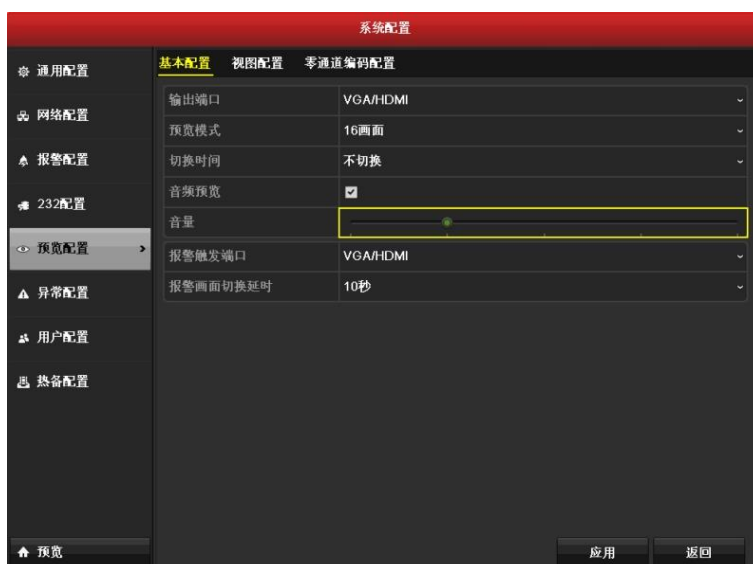 系统配置
通用配置
网络配置
报警配置
232配置
预览配置
异常配置
用户配置
热备配置
预览
基本配置 视图配置 零通道编码配置
输出端口 VGA/HDMI
预览模式 16画面
切换时间 不切换
音频预览
音量
报警触发端口 VGA/HDMI
报警画面切换延时 10秒
应用 返回